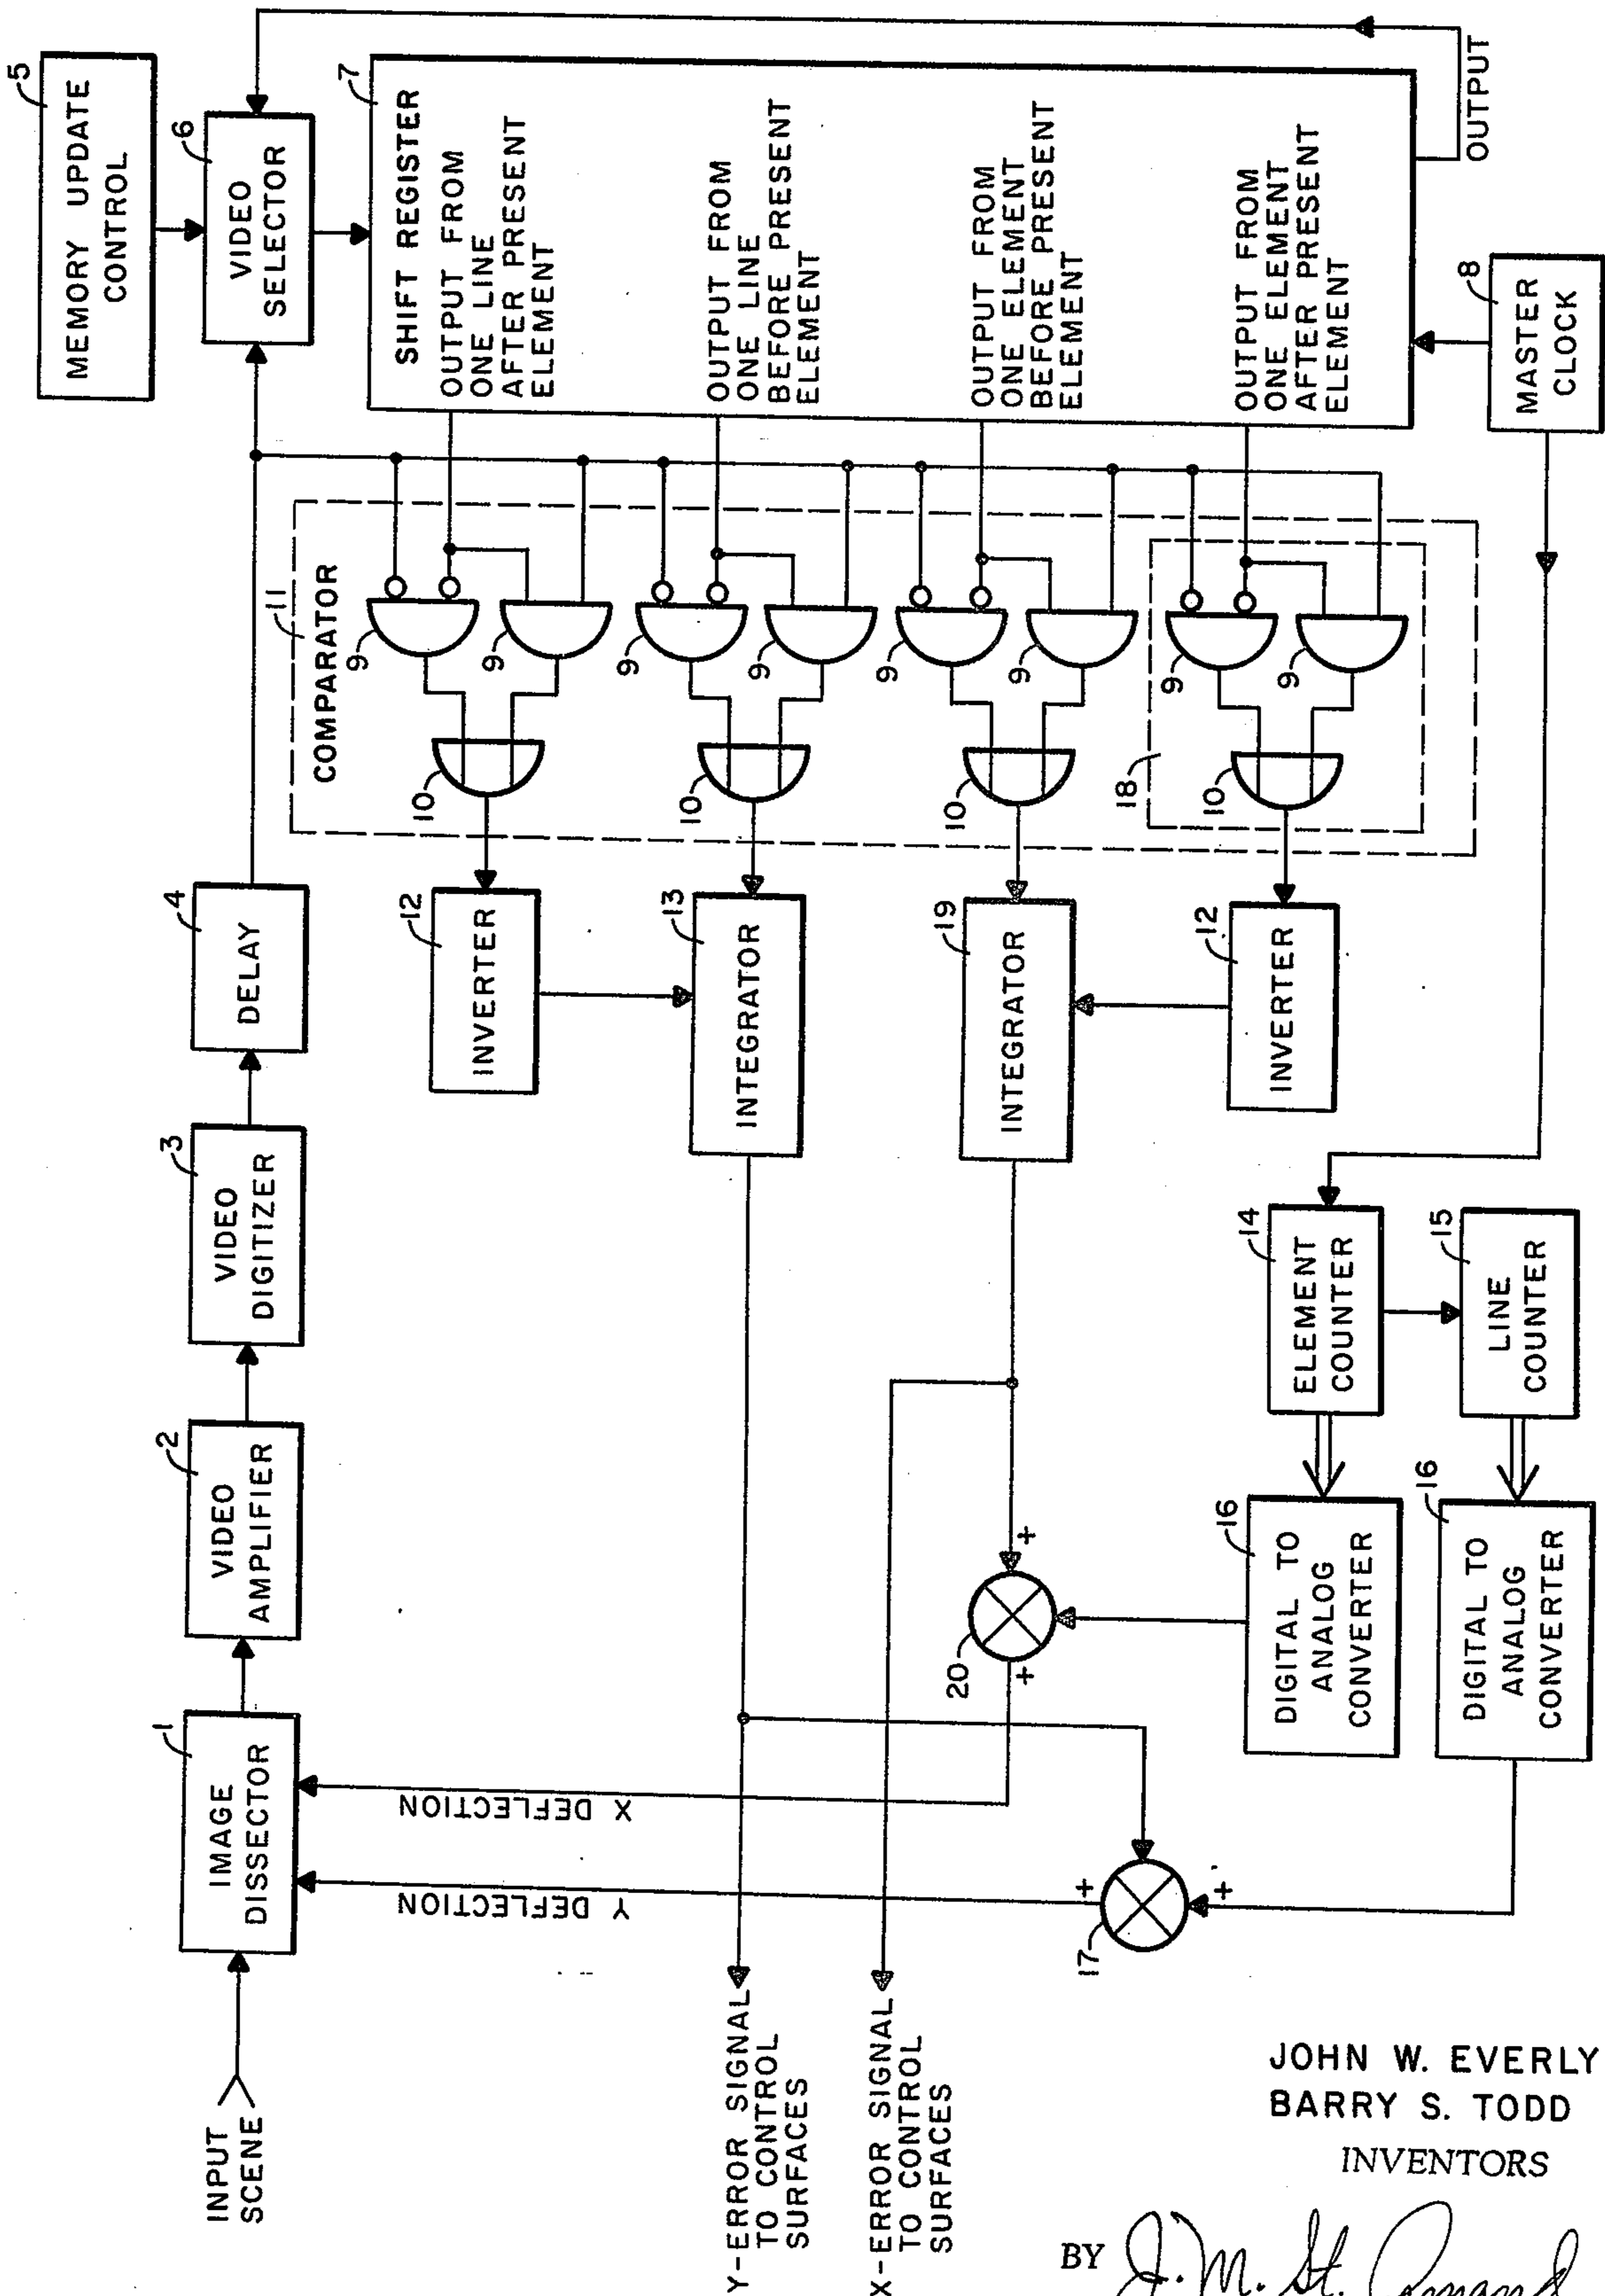 5
MEMORY UPDATE
CONTROL
6
VIDEO
SELECTOR
7
SHIFT REGISTER
OUTPUT FROM
ONE LINE
AFTER PRESENT
ELEMENT
OUTPUT FROM
ONE LINE
BEFORE PRESENT
ELEMENT
OUTPUT FROM
ONE ELEMENT
BEFORE PRESENT
ELEMENT
OUTPUT FROM
ONE ELEMENT
AFTER PRESENT
ELEMENT
OUTPUT
8
MASTER
CLOCK
11
COMPARATOR
9
9
9
9
9
9
9
9
10
10
10
10
18
4
DELAY
12
INVERTER
13
INTEGRATOR
19
INTEGRATOR
12
INVERTER
3
VIDEO
DIGITIZER
14
ELEMENT
COUNTER
15
LINE
COUNTER
2
VIDEO
AMPLIFIER
16
DIGITAL TO
ANALOG
CONVERTER
16
DIGITAL TO
ANALOG
CONVERTER
+
20
+
1
IMAGE
DISSECTOR
X DEFLECTION
Y DEFLECTION
+
17
+
INPUT
SCENE
Y-ERROR SIGNAL
TO CONTROL
SURFACES
X-ERROR SIGNAL
TO CONTROL
SURFACES
JOHN W. EVERLY
BARRY S. TODD
INVENTORS
BY J. M. St.